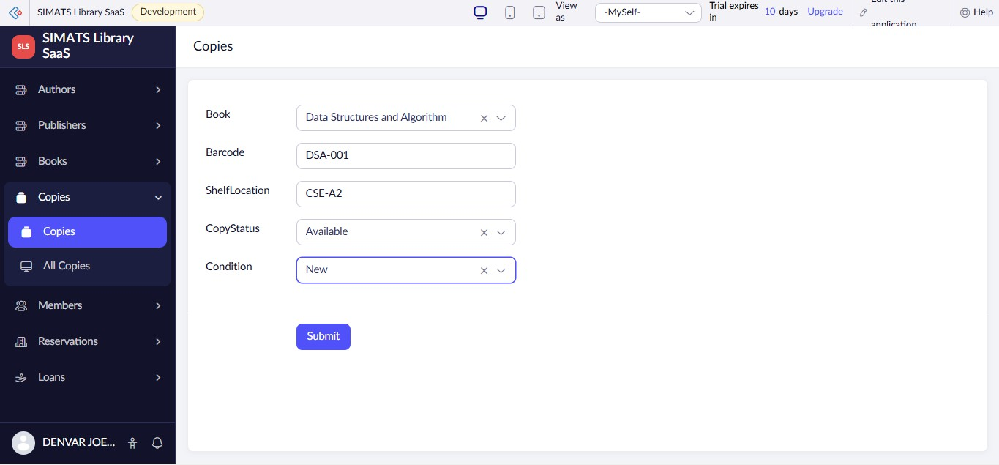 SIMATS Library SaaS
Development
View as
-MySelf-
Trial expires in
10 days
Upgrade
Edit this application
Help
SLS
SIMATS Library SaaS
Copies
Authors
Publishers
Books
Copies
Copies
All Copies
Members
Reservations
Loans
DENVAR JOE...
Book
Data Structures and Algorithm
Barcode
DSA-001
ShelfLocation
CSE-A2
CopyStatus
Available
Condition
New
Submit